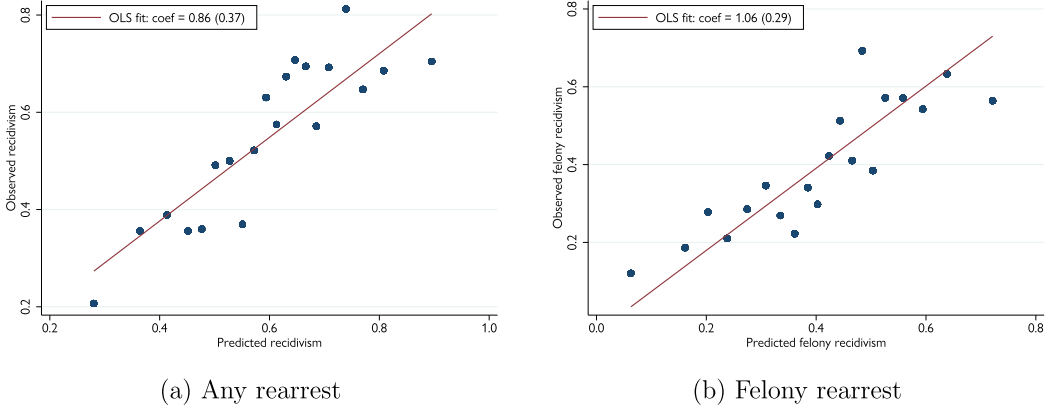 OLS fit: coef = 0.86 (0.37)
Observed recidivism
0.8
0.6
0.4
0.2
0.2 0.4 0.6 0.8 1.0
Predicted recidivism
(a) Any rearrest
OLS fit: coef = 1.06 (0.29)
Observed felony recidivism
0.8
0.6
0.4
0.2
0.0 0.2 0.4 0.6 0.8
Predicted felony recidivism
(b) Felony rearrest